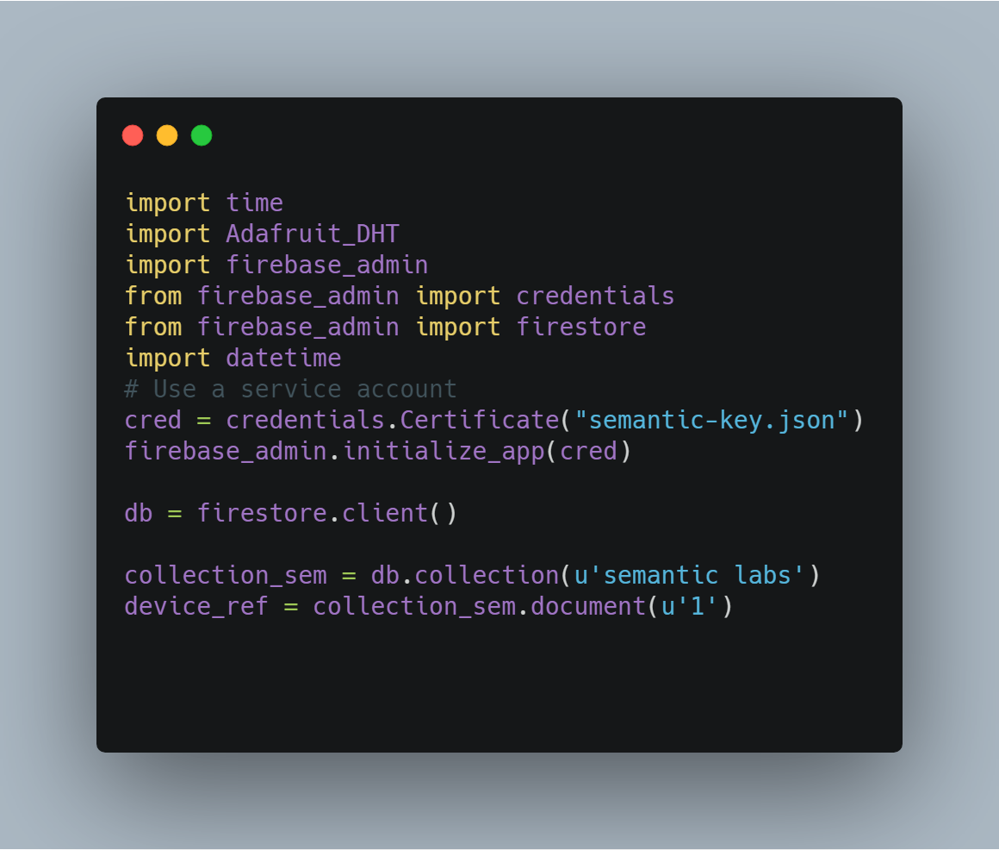 import time
import Adafruit_DHT
import firebase_admin
from firebase_admin import credentials
from firebase_admin import firestore
import datetime
# Use a service account
cred = credentials.Certificate("semantic-key.json")
firebase_admin.initialize_app(cred)
db = firestore.client()
collection_sem = db.collection(u'semantic labs')
device_ref = collection_sem.document(u'1')